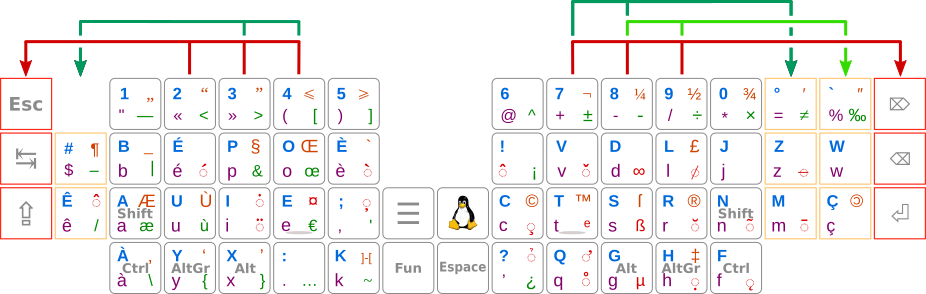 1 „ 2 “ 3 ” 4 ⩽ 5 ⩾ 6 7 ¬ 8 ¼ 9 ½ 0 ¾ ° ′ ` ″
Esc " — « < » > ( [ ) ] @ ^ + ± - - / ÷ * × = ≠ % ‰ ⌦
# ¶ B _ É P § O Œ È ` ! V D L £ J Z W
↹ $ – b | é ́ p & o œ è ̀ ̂ ¡ v ̌ d ∞ l ̷ j z ̵ w ⌫
Ê ̂ A Æ U Ù I ̇ E ¤ ; ̦ C © T ™ S ſ R ® N M Ç Ɔ
⇪ ê / Shift a æ u ù i ̈ e € , ' ☰ c ̧ t ᵉ s ß r ̆ Shift n ̃ m ̄ ç ⏎
À ‚ Y ‘ X ’ : K ]-[ ? ̉ Q ̛ G H ‡ F
Ctrl à \ AltGr y { Alt x } . … k ~ Fun Espace ’ ¿ q ̊ Alt g µ AltGr h ̣ Ctrl f ̨